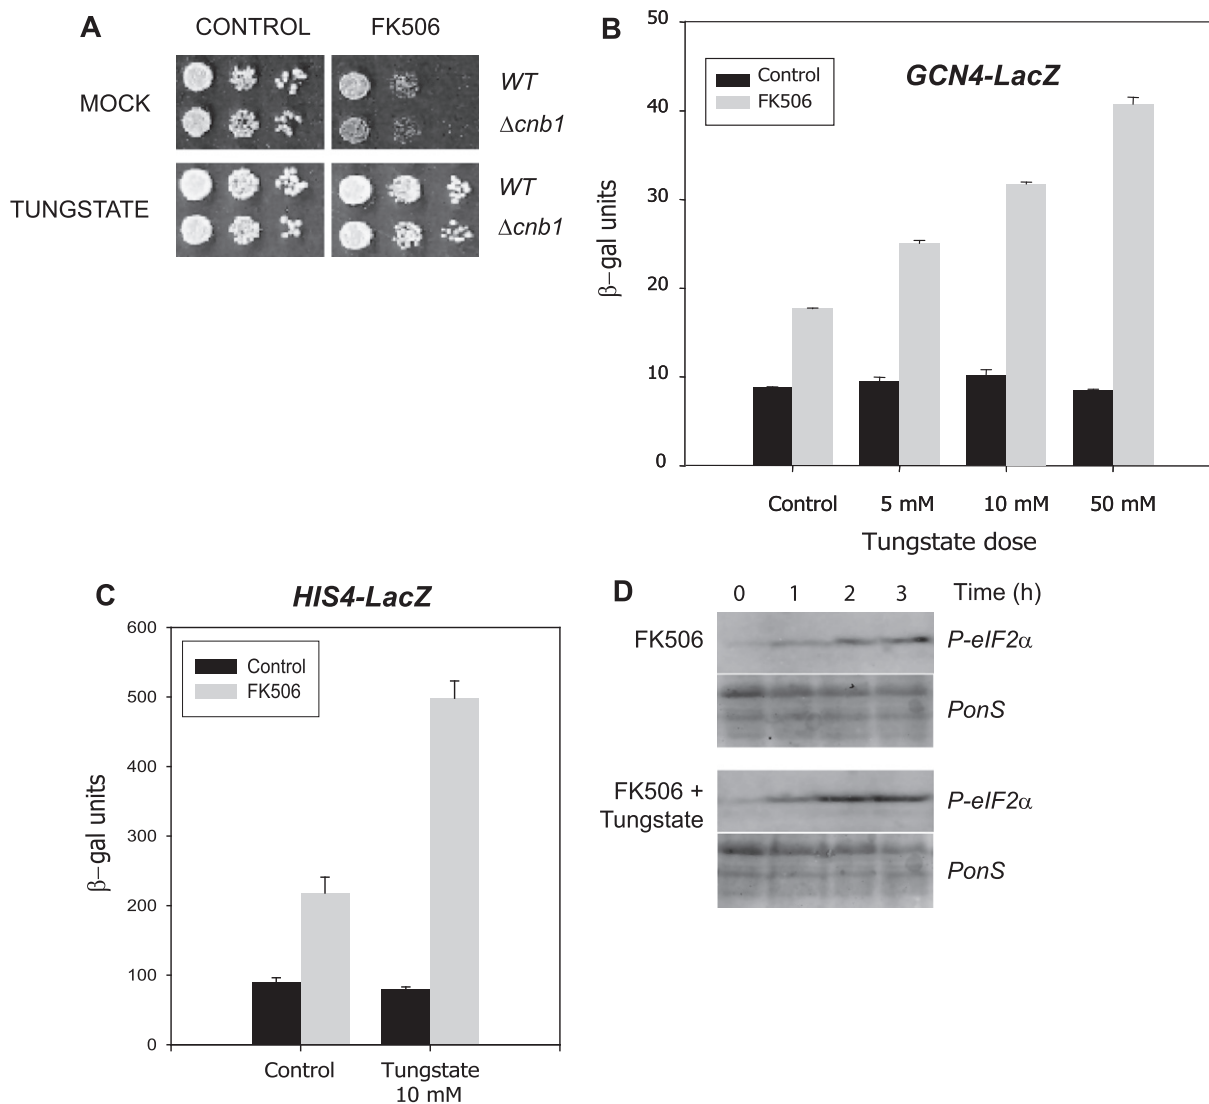 A
CONTROL FK506
MOCK
WT
Δcnb1
TUNGSTATE
WT
Δcnb1
B
GCN4-LacZ
Control
FK506
50
40
30
20
10
0
β−gal units
Control 5 mM 10 mM 50 mM
Tungstate dose
C
HIS4-LacZ
Control
FK506
600
500
400
300
200
100
0
β−gal units
Control Tungstate
10 mM
D
0 1 2 3 Time (h)
FK506
P-eIF2α
PonS
FK506 +
Tungstate
P-eIF2α
PonS